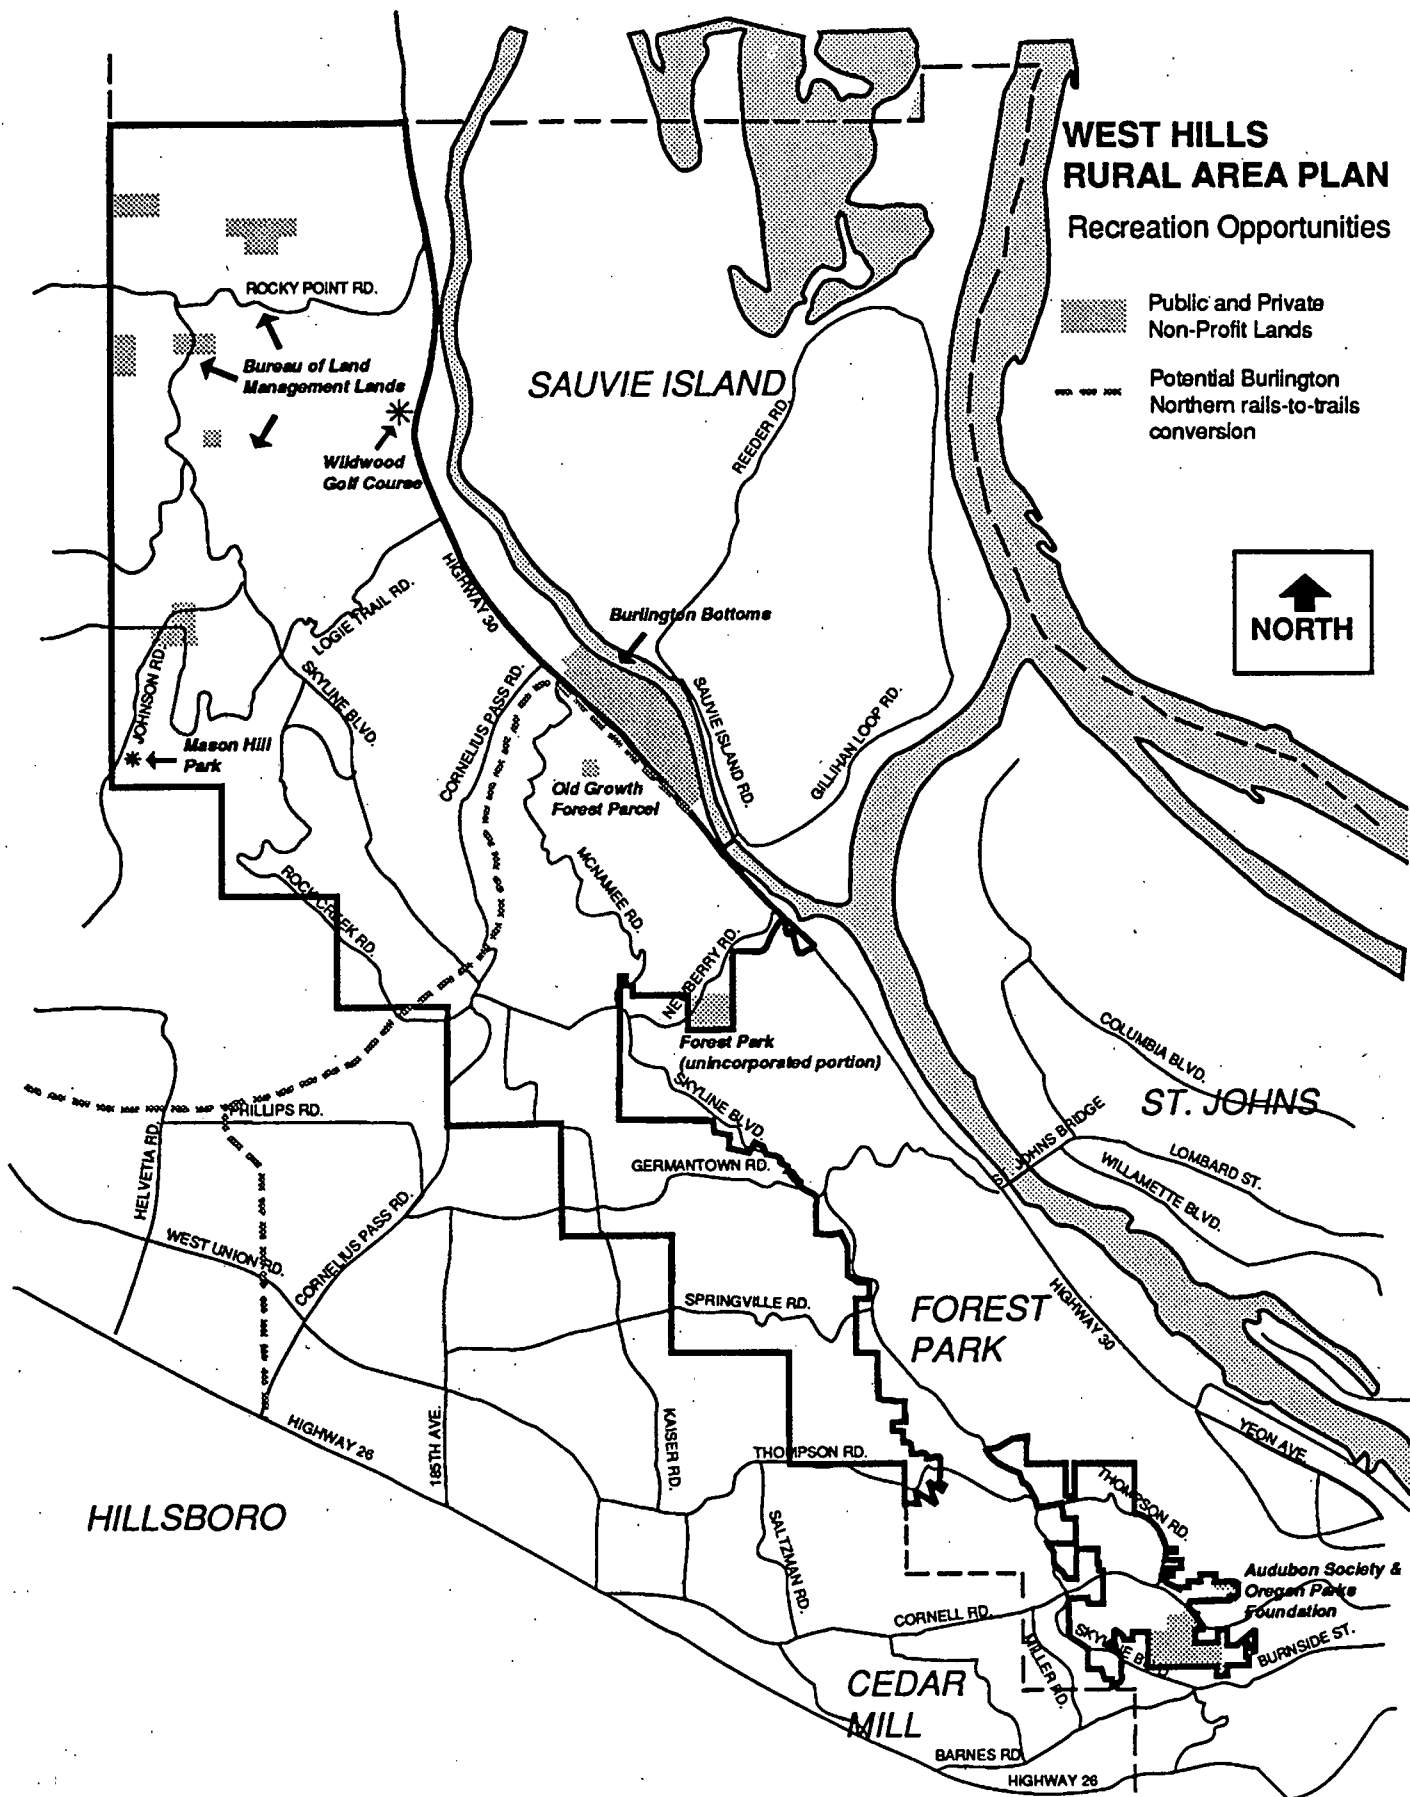 WEST HILLS
RURAL AREA PLAN
Recreation Opportunities
Public and Private
Non-Profit Lands
Potential Burlington
Northern rails-to-trails
conversion
NORTH
ROCKY POINT RD.
Bureau of Land
Management Lands
SAUVIE ISLAND
REEDER RD.
Wildwood
Golf Course
HIGHWAY 30
LOGIE TRAIL RD.
Burlington Bottoms
SKYLINE BLVD.
JOHNSON RD.
CORNELIUS PASS RD.
SAUVIE ISLAND RD.
GILLIHAN LOOP RD.
Mason Hill
Park
Old Growth
Forest Parcel
MCNAMEE RD.
ROCK CREEK RD.
NEWBERRY RD.
Forest Park
(unincorporated portion)
COLUMBIA BLVD.
SKYLINE BLVD.
ST. JOHNS
PHILLIPS RD.
ST. JOHNS BRIDGE
HELVETIA RD.
GERMANTOWN RD.
LOMBARD ST.
WILLAMETTE BLVD.
WEST UNION RD.
CORNELIUS PASS RD.
SPRINGVILLE RD.
FOREST
PARK
HIGHWAY 30
HIGHWAY 26
185TH AVE.
KAISER RD.
THOMPSON RD.
YEON AVE.
THOMPSON RD.
HILLSBORO
SALTZMAN RD.
Audubon Society &
Oregon Parks
Foundation
CORNELL RD.
SKYLINE BLVD
BURNSIDE ST.
MILLER RD.
CEDAR
MILL
BARNES RD.
HIGHWAY 26